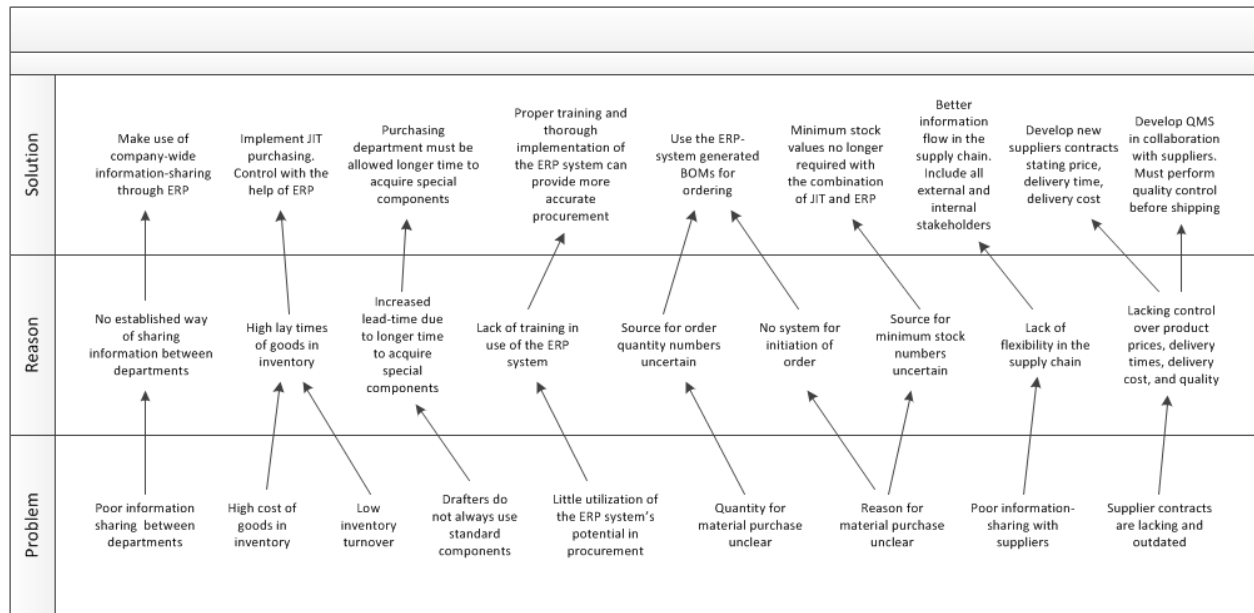 Solution
Make use of
company-wide
information-sharing
through ERP
Implement JIT
purchasing.
Control with the
help of ERP
Purchasing
department must be
allowed longer time to
acquire special
components
Proper training and
thorough
implementation of
the ERP system can
provide more
accurate
procurement
Use the ERP-
system generated
BOMs for
ordering
Minimum stock
values no longer
required with
the combination
of JIT and ERP
Better
information
flow in the
supply chain.
Include all
external and
internal
stakeholders
Develop new
suppliers contracts
stating price,
delivery time,
delivery cost
Develop QMS
in collaboration
with suppliers.
Must perform
quality control
before shipping
Reason
No established way
of sharing
information between
departments
High lay times
of goods in
inventory
Increased
lead-time due
to longer time
to acquire
special
components
Lack of training in
use of the ERP
system
Source for order
quantity numbers
uncertain
No system for
initiation of
order
Source for
minimum stock
numbers
uncertain
Lack of
flexibility in the
supply chain
Lacking control
over product
prices, delivery
times, delivery
cost, and quality
Problem
Poor information
sharing between
departments
High cost of
goods in
inventory
Low
inventory
turnover
Drafters do
not always use
standard
components
Little utilization of
the ERP system’s
potential in
procurement
Quantity for
material purchase
unclear
Reason for
material purchase
unclear
Poor information-
sharing with
suppliers
Supplier contracts
are lacking and
outdated